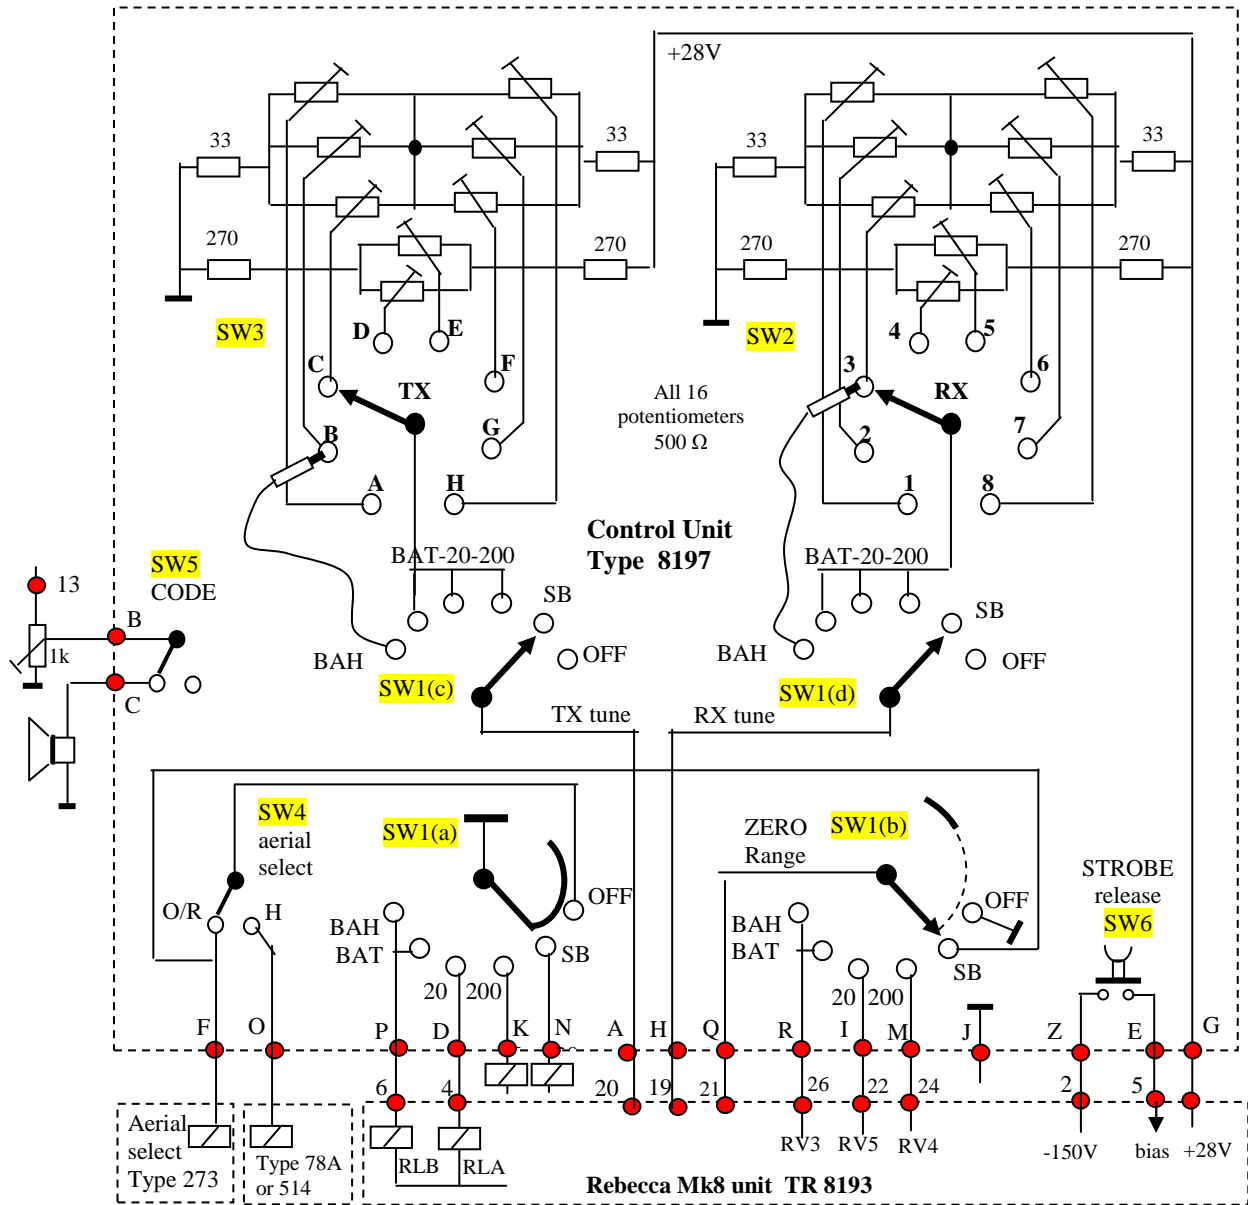 +28V
33
33
33
33
270
270
270
270
SW3
D
E
C
TX
F
B
G
A
H
All 16
potentiometers
500 Ω
SW2
4
5
3
RX
6
2
7
1
8
Control Unit
Type 8197
BAT-20-200
SB
BAH
OFF
SW1(c)
TX tune
BAT-20-200
SB
BAH
OFF
SW1(d)
RX tune
SW5
CODE
13
B
1k
C
SW4
aerial
select
O/R
H
SW1(a)
OFF
BAH
BAT
SB
20
200
ZERO
Range
SW1(b)
OFF
BAH
BAT
SB
20
200
STROBE
release
SW6
F
O
P
D
K
N
A
H
Q
R
I
M
J
Z
E
G
6
4
20
19
21
26
22
24
2
5
Aerial
select
Type 273
Type 78A
or 514
RLB
RLA
RV3
RV5
RV4
-150V
bias
+28V
Rebecca Mk8 unit TR 8193